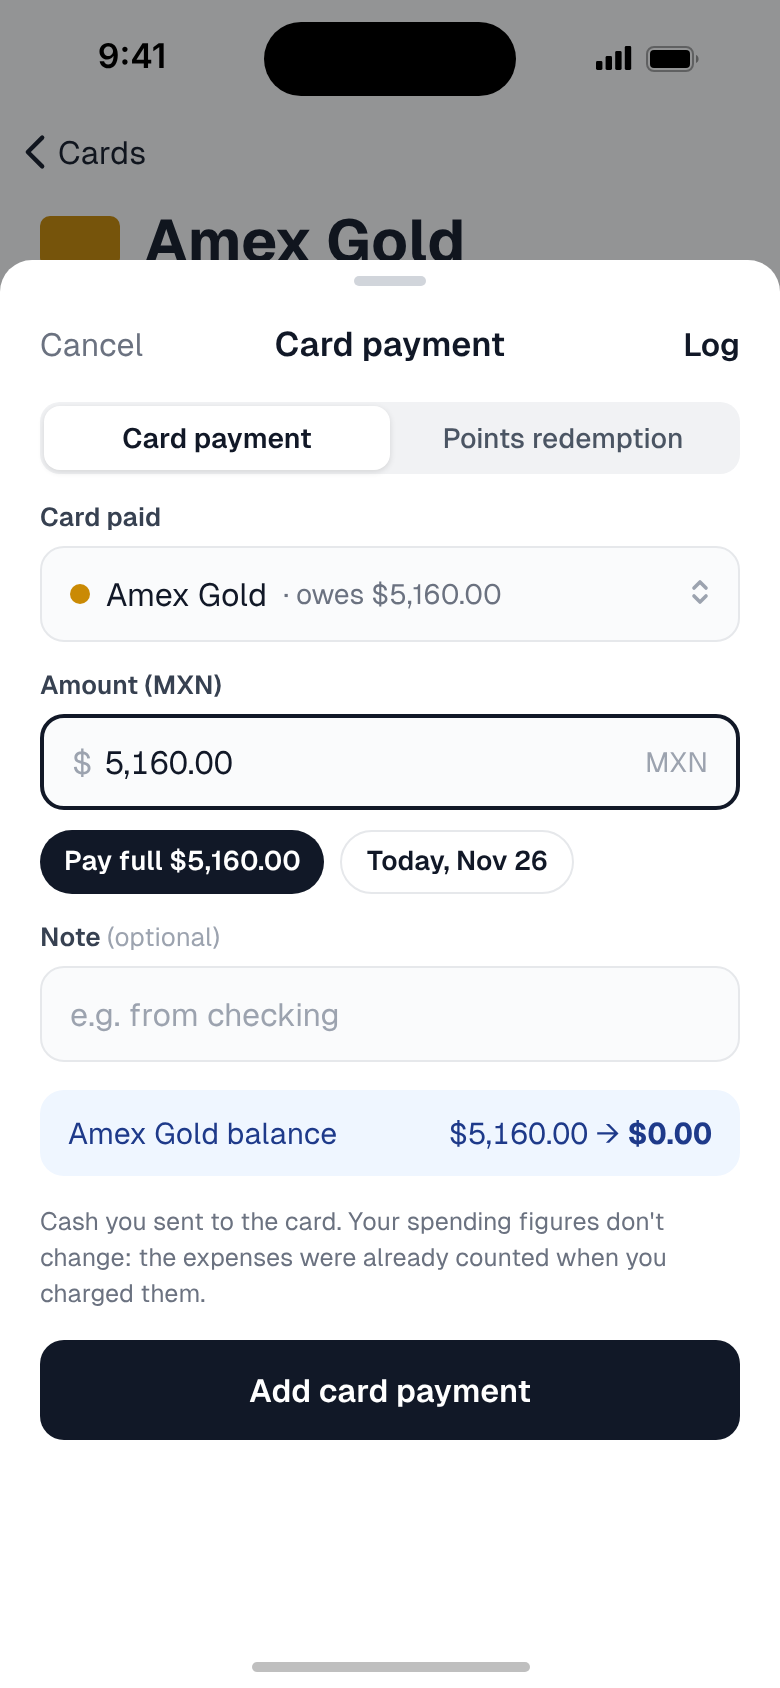 9:41
Cards
Amex Gold
Cancel
Card payment
Log
Card payment
Points redemption
Card paid
Amex Gold · owes $5,160.00
Amount (MXN)
$ 5,160.00 MXN
Pay full $5,160.00
Today, Nov 26
Note (optional)
e.g. from checking
Amex Gold balance $5,160.00 → $0.00
Cash you sent to the card. Your spending figures don't
change: the expenses were already counted when you
charged them.
Add card payment